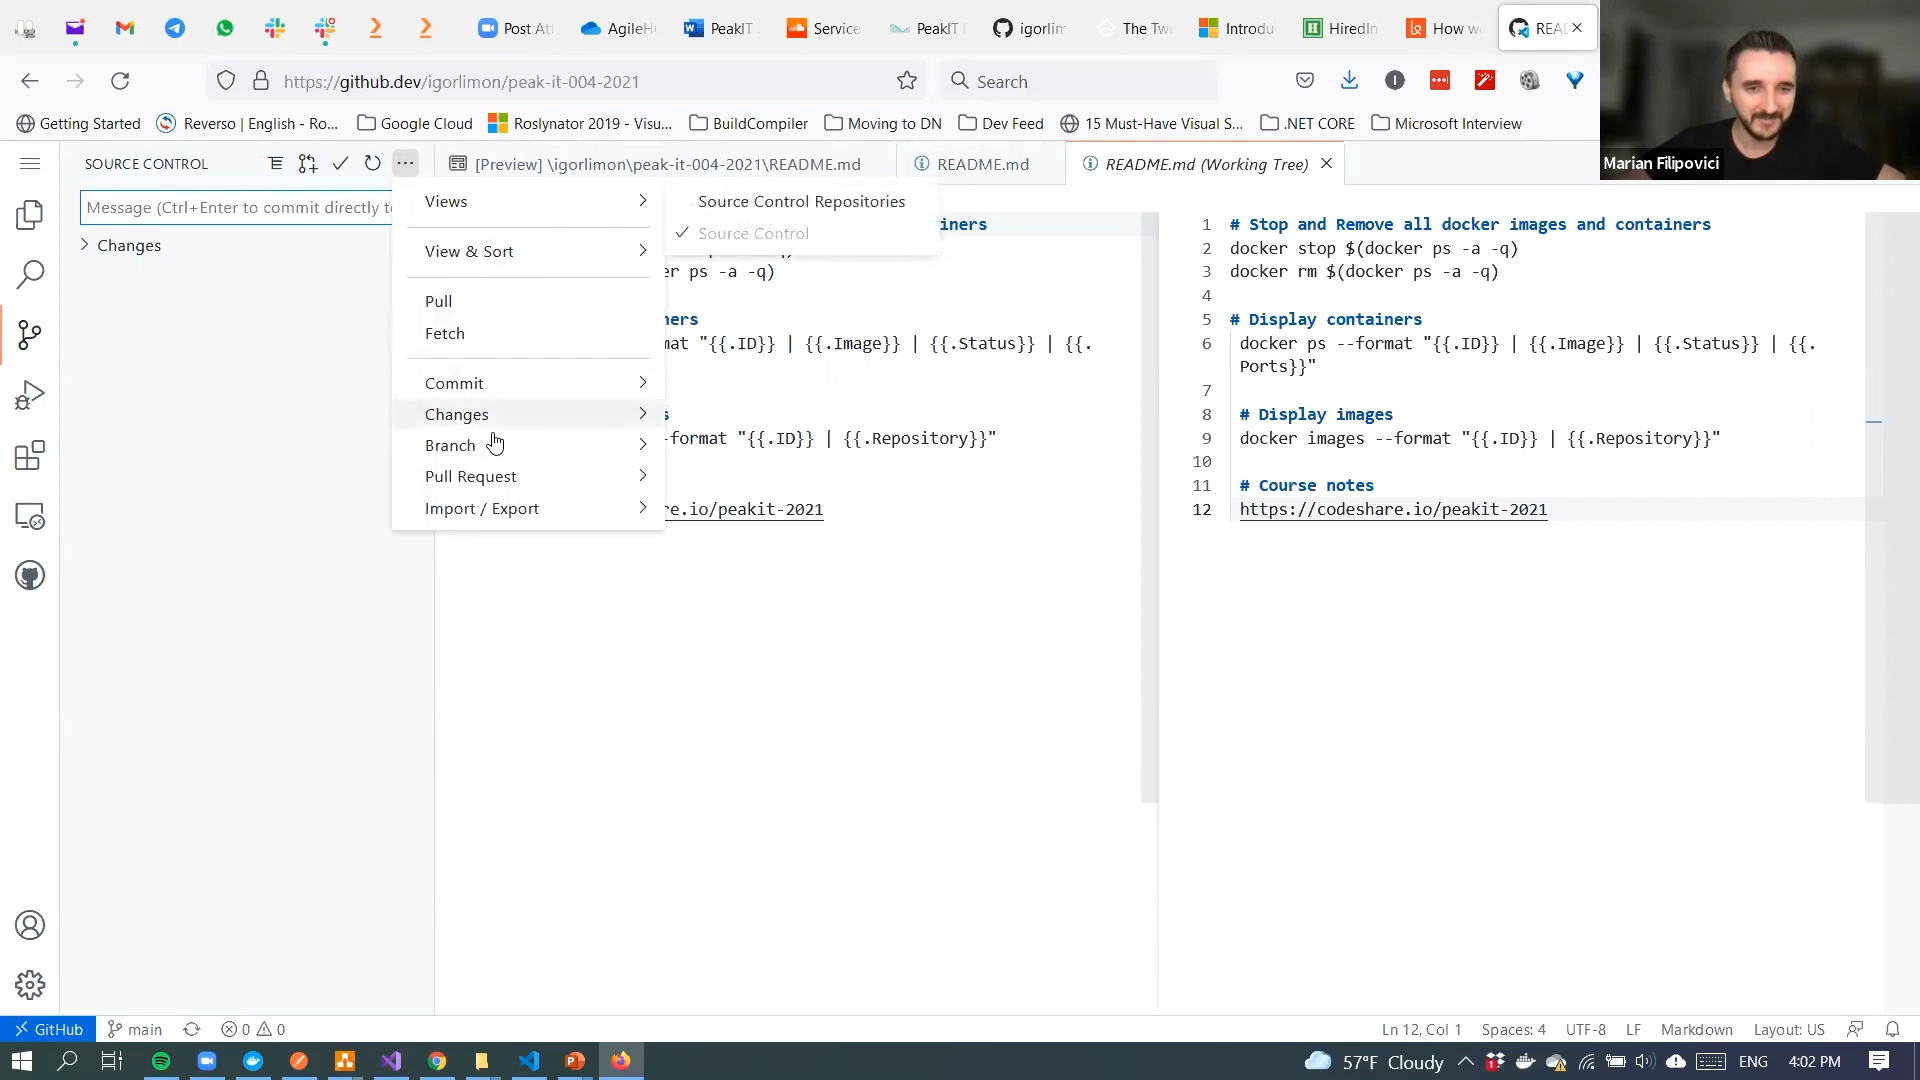 Post Att
AgileH
PeakIT
Service
PeakIT
igorlim
The Tw
Introdu
HiredIn
How w
REA
https://github.dev/igorlimon/peak-it-004-2021
Search
Getting Started
Reverso | English - Ro...
Google Cloud
Roslynator 2019 - Visu...
BuildCompiler
Moving to DN
Dev Feed
15 Must-Have Visual S...
.NET CORE
Microsoft Interview
Marian Filipovici
SOURCE CONTROL
[Preview] \igorlimon\peak-it-004-2021\README.md
README.md
README.md (Working Tree)
Message (Ctrl+Enter to commit directly to
Changes
Views
View & Sort
Pull
Fetch
Commit
Changes
Branch
Pull Request
Import / Export
Source Control Repositories
Source Control
iners
er ps -a -q)
ners
mat "{{.ID}} | {{.Image}} | {{.Status}} | {{.
s
-format "{{.ID}} | {{.Repository}}"
re.io/peakit-2021
1 # Stop and Remove all docker images and containers
2 docker stop $(docker ps -a -q)
3 docker rm $(docker ps -a -q)
4
5 # Display containers
6 docker ps --format "{{.ID}} | {{.Image}} | {{.Status}} | {{.
Ports}}"
7
8 # Display images
9 docker images --format "{{.ID}} | {{.Repository}}"
10
11 # Course notes
12 https://codeshare.io/peakit-2021
GitHub
main
0
0
Ln 12, Col 1
Spaces: 4
UTF-8
LF
Markdown
Layout: US
57°F Cloudy
ENG
4:02 PM